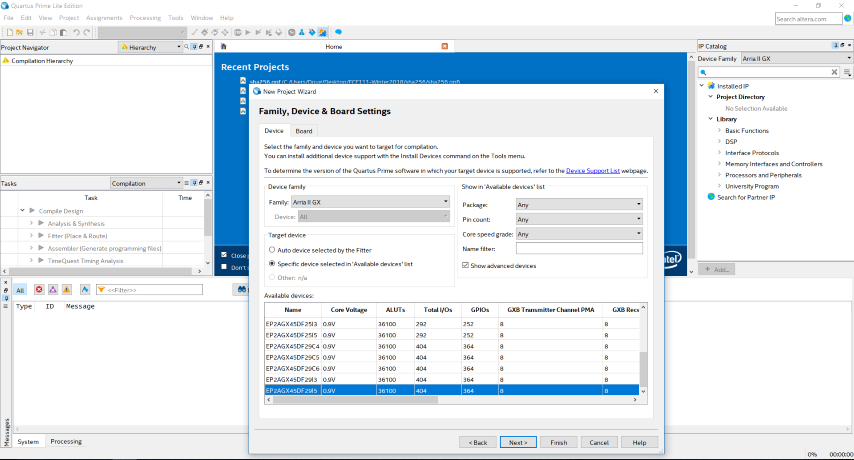 Quartus Prime Lite Edition
File Edit View Project Assignments Processing Tools Window Help
Search altera.com
Project Navigator
Hierarchy
Compilation Hierarchy
Home
Recent Projects
IP Catalog
Device Family Arria II GX
Installed IP
Project Directory
No Selection Available
Library
Basic Functions
DSP
Interface Protocols
Memory Interfaces and Controllers
Processors and Peripherals
University Program
Search for Partner IP
+ Add...
Tasks Compilation
Task Time
Compile Design
Analysis & Synthesis
Fitter (Place & Route)
Assembler (Generate programming files)
TimeQuest Timing Analysis
Close
Don't
New Project Wizard
Family, Device & Board Settings
Device Board
Select the family and device you want to target for compilation.
You can install additional device support with the Install Devices command on the Tools menu.
To determine the version of the Quartus Prime software in which your target device is supported, refer to the Device Support List webpage.
Device family
Family: Arria II GX
Device: All
Target device
Auto device selected by the Fitter
Specific device selected in 'Available devices' list
Other: n/a
Show in 'Available devices' list
Package: Any
Pin count: Any
Core speed grade: Any
Name filter:
Show advanced devices
Available devices:
Name Core Voltage ALUTs Total I/Os GPIOs GXB Transmitter Channel PMA GXB Rece
EP2AGX45DF25I3 0.9V 36100 292 252 8 8
EP2AGX45DF25I5 0.9V 36100 292 252 8 8
EP2AGX45DF29C4 0.9V 36100 404 364 8 8
EP2AGX45DF29C5 0.9V 36100 404 364 8 8
EP2AGX45DF29C6 0.9V 36100 404 364 8 8
EP2AGX45DF29I3 0.9V 36100 404 364 8 8
EP2AGX45DF29I5 0.9V 36100 404 364 8 8
< Back Next > Finish Cancel Help
All <<Filter>>
Type ID Message
Messages
System Processing
0% 00:00:00